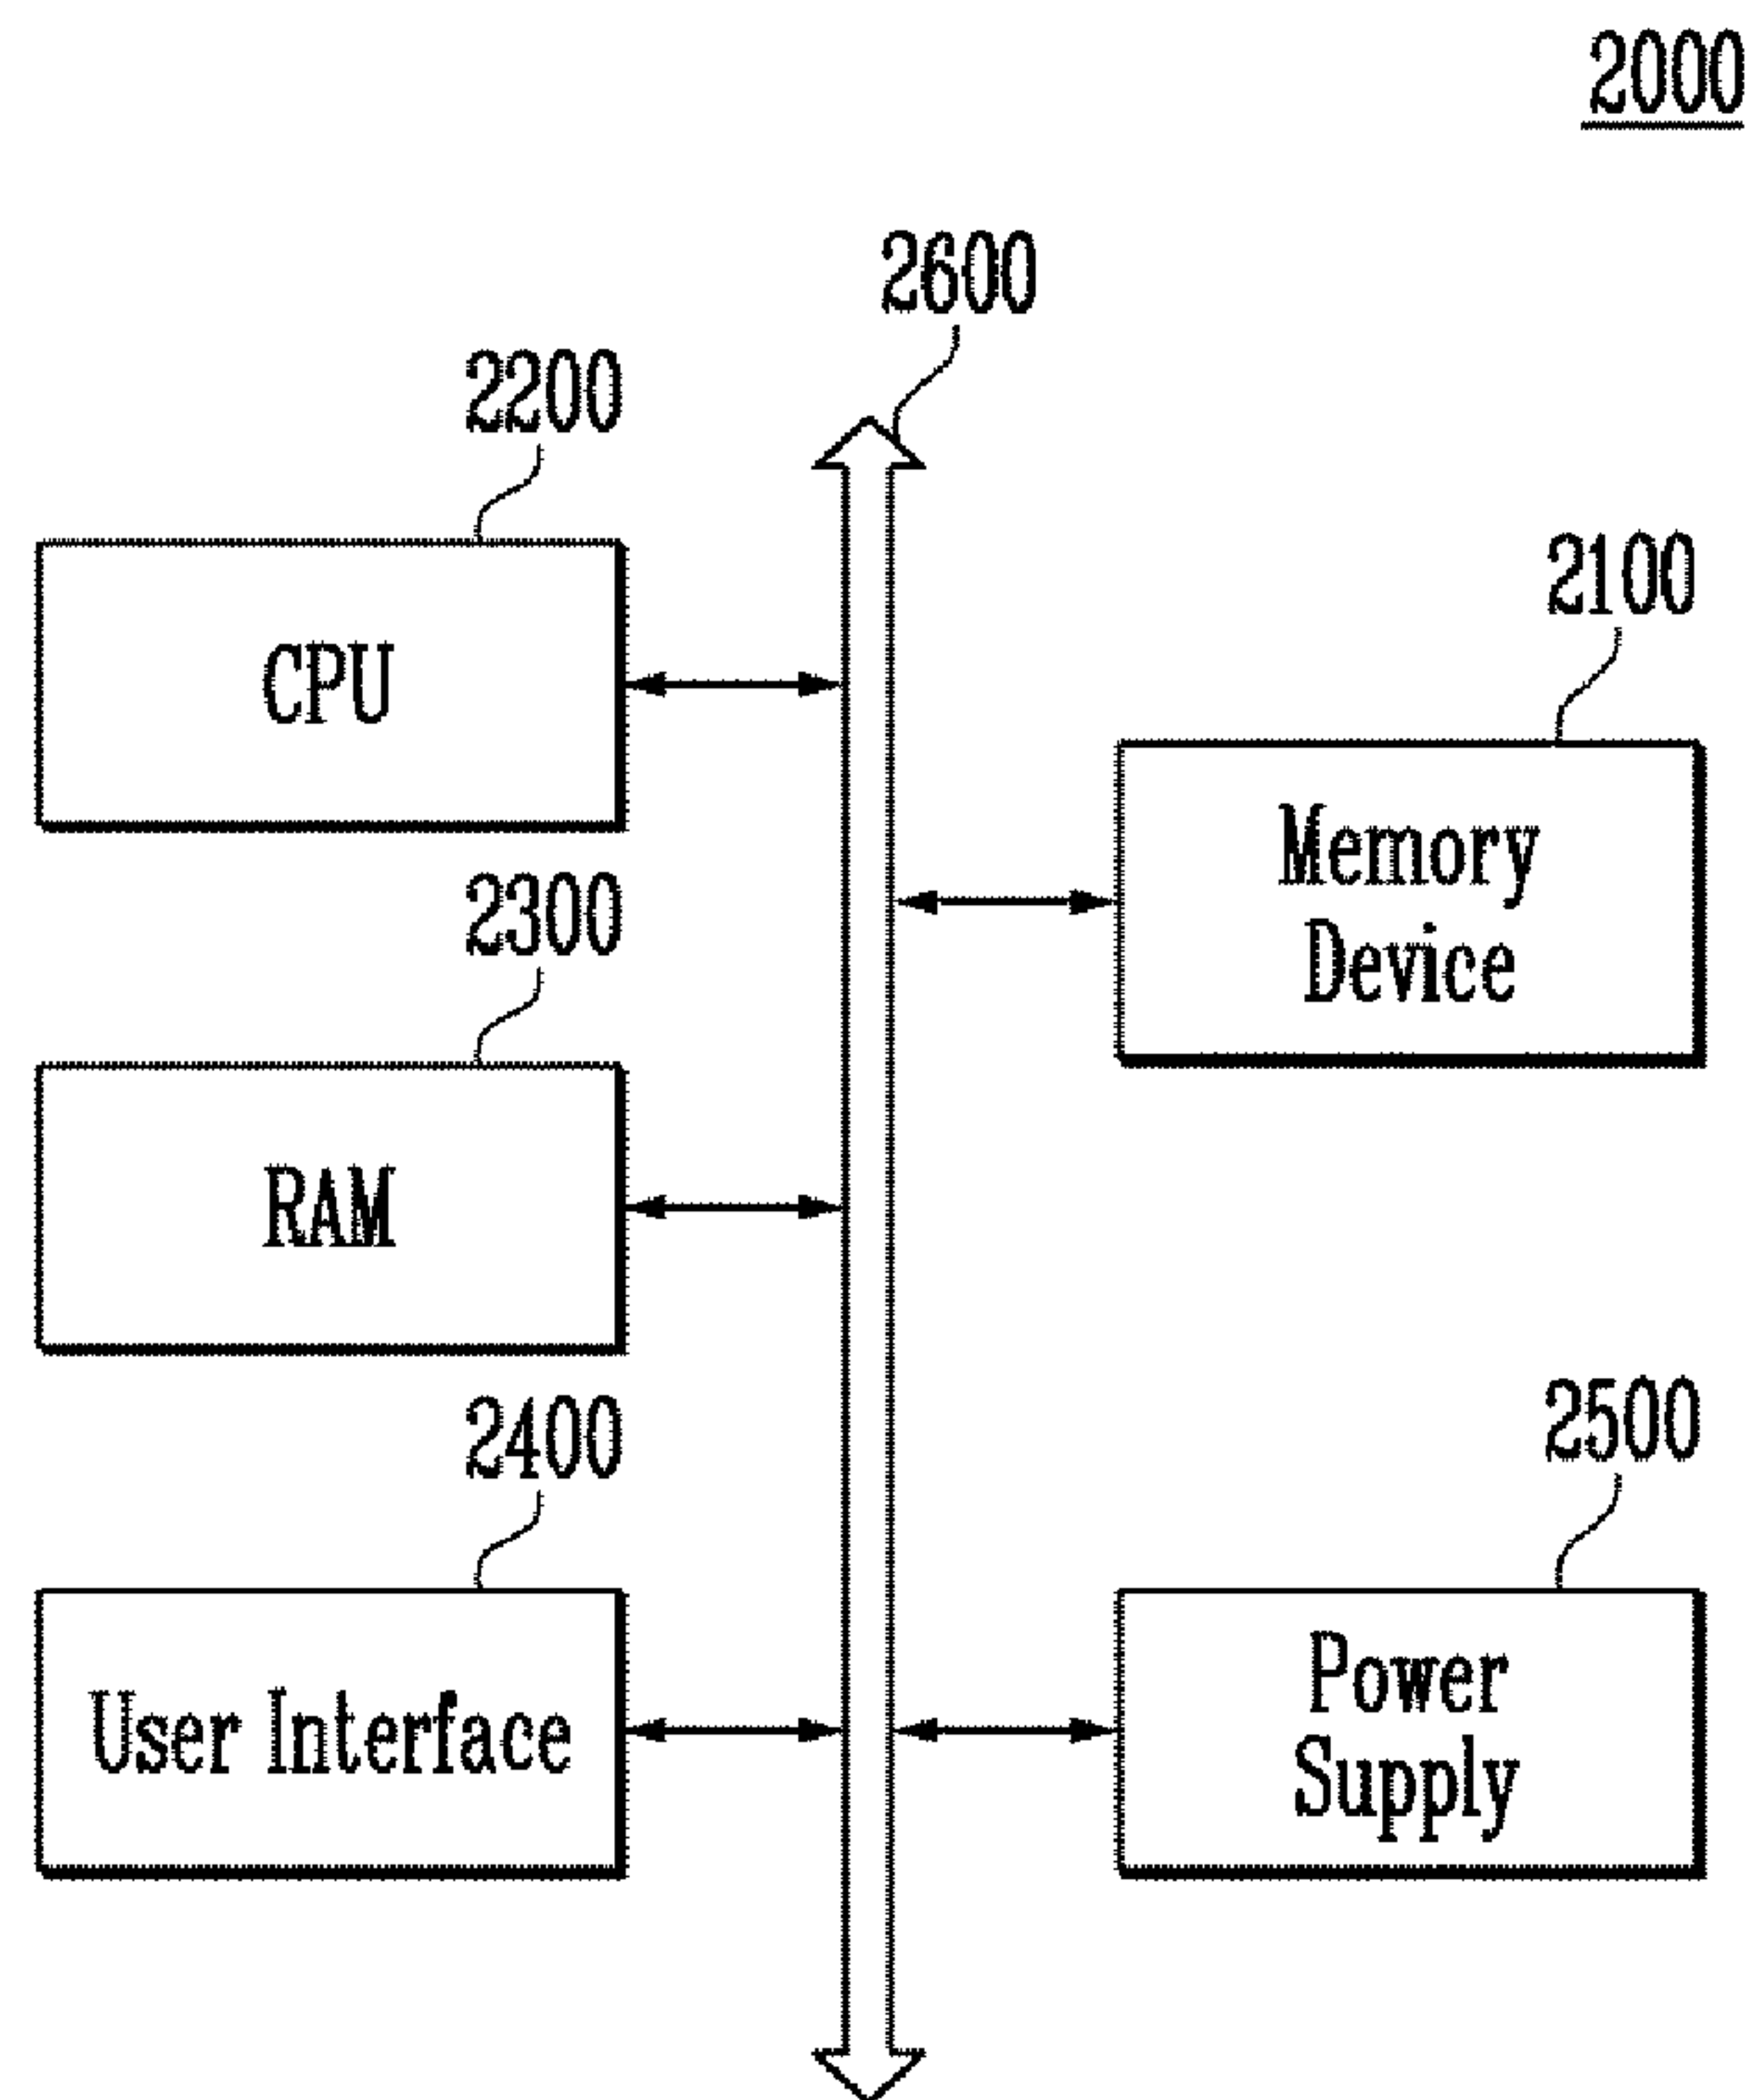 2000
2600
2200
CPU
2100
Memory
Device
2300
RAM
2400
User Interface
2500
Power
Supply